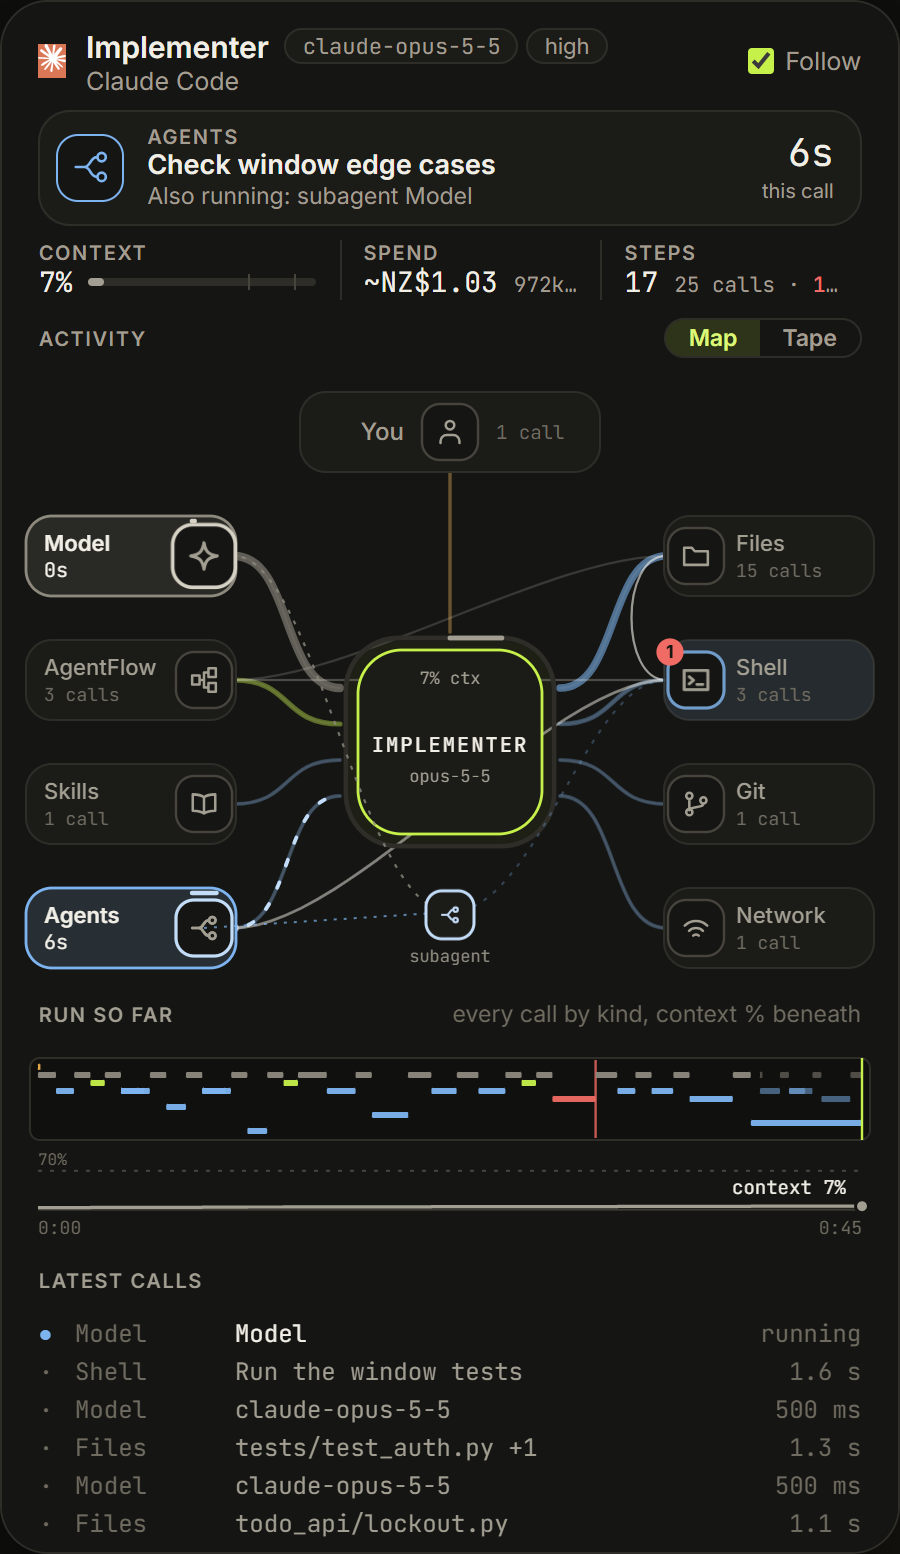 Implementer claude-opus-5-5 high
Claude Code
Follow
AGENTS
Check window edge cases
Also running: subagent Model
6s
this call
CONTEXT
7%
SPEND
~NZ$1.03 972k…
STEPS
17 25 calls · 1…
ACTIVITY
Map Tape
You 1 call
Model
0s
Files
15 calls
AgentFlow
3 calls
1
Shell
3 calls
7% ctx
IMPLEMENTER
opus-5-5
Skills
1 call
Git
1 call
Agents
6s
Network
1 call
subagent
RUN SO FAR every call by kind, context % beneath
70%
context 7%
0:00 0:45
LATEST CALLS
Model Model running
· Shell Run the window tests 1.6 s
· Model claude-opus-5-5 500 ms
· Files tests/test_auth.py +1 1.3 s
· Model claude-opus-5-5 500 ms
· Files todo_api/lockout.py 1.1 s